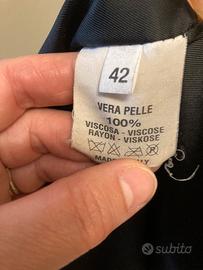 42
VERA PELLE
100%
VISCOSA - VISCOSE
RAYON - VISKOSE
subito